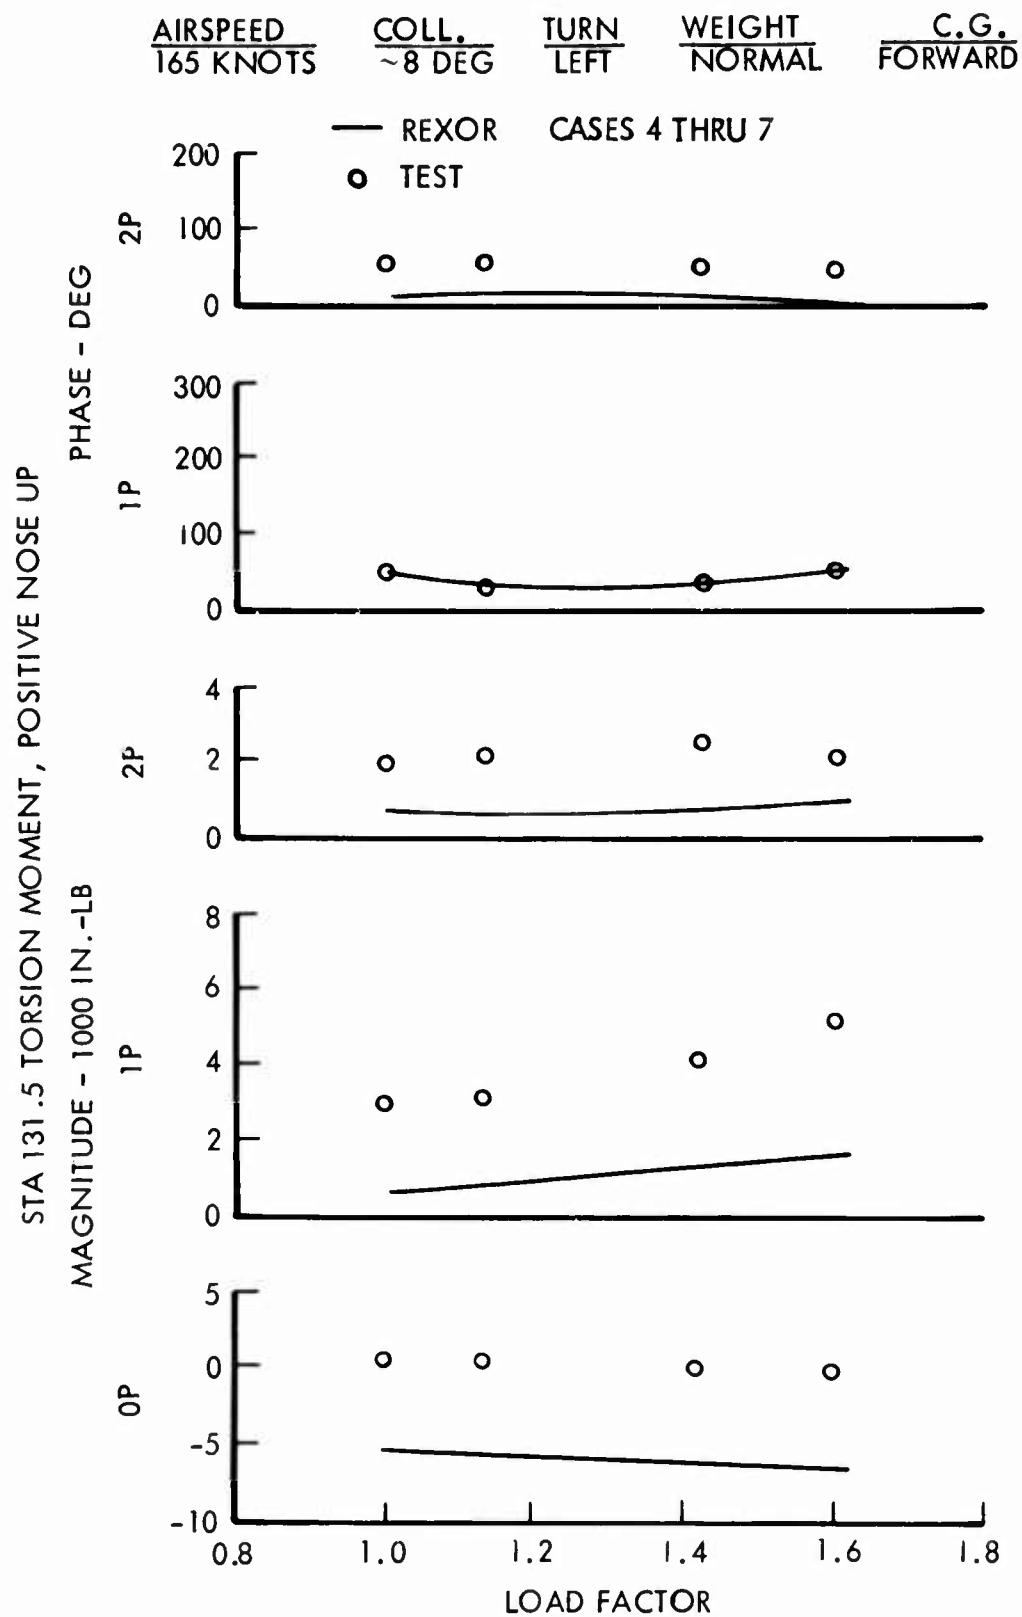 AIRSPEED COLL. TURN WEIGHT C.G.
165 KNOTS ~8 DEG LEFT NORMAL FORWARD
— REXOR CASES 4 THRU 7
o TEST
STA 131.5 TORSION MOMENT, POSITIVE NOSE UP
PHASE - DEG
2P
200
100
0
1P
300
200
100
0
MAGNITUDE - 1000 IN.-LB
2P
4
2
0
1P
8
6
4
2
0
0P
5
0
-5
-10
0.8 1.0 1.2 1.4 1.6 1.8
LOAD FACTOR